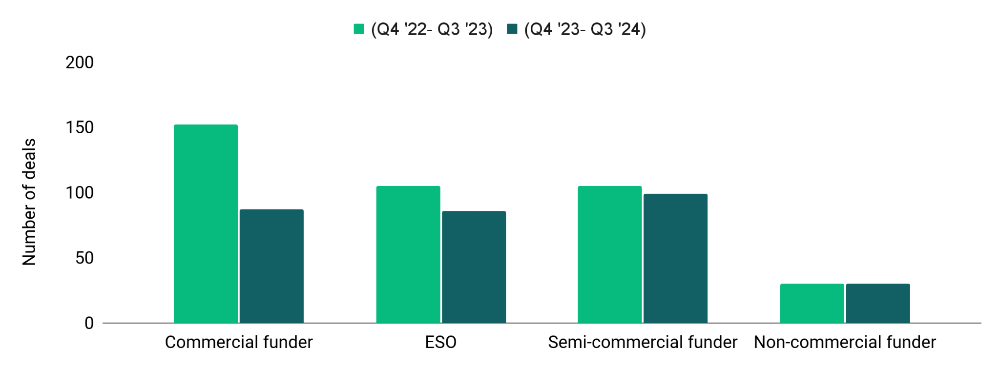 (Q4 '22- Q3 '23) (Q4 '23- Q3 '24)
200
150
100
50
0
Number of deals
Commercial funder
ESO
Semi-commercial funder
Non-commercial funder